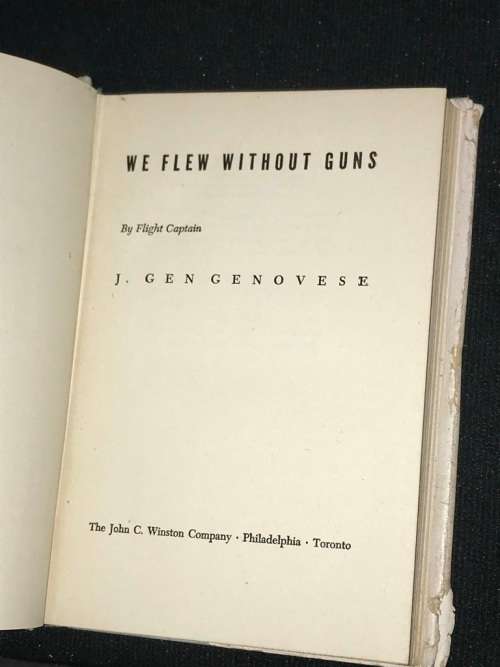 WE FLEW WITHOUT GUNS
By Flight Captain
J. GEN GENOVESE
The John C. Winston Company · Philadelphia · Toronto